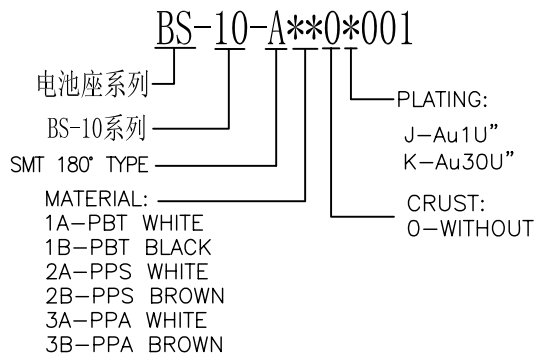 BS-10-A**0*001
电池座系列
BS-10系列
SMT 180° TYPE
MATERIAL:
1A-PBT WHITE
1B-PBT BLACK
2A-PPS WHITE
2B-PPS BROWN
3A-PPA WHITE
3B-PPA BROWN
PLATING:
J-Au1U”
K-Au30U”
CRUST:
0-WITHOUT